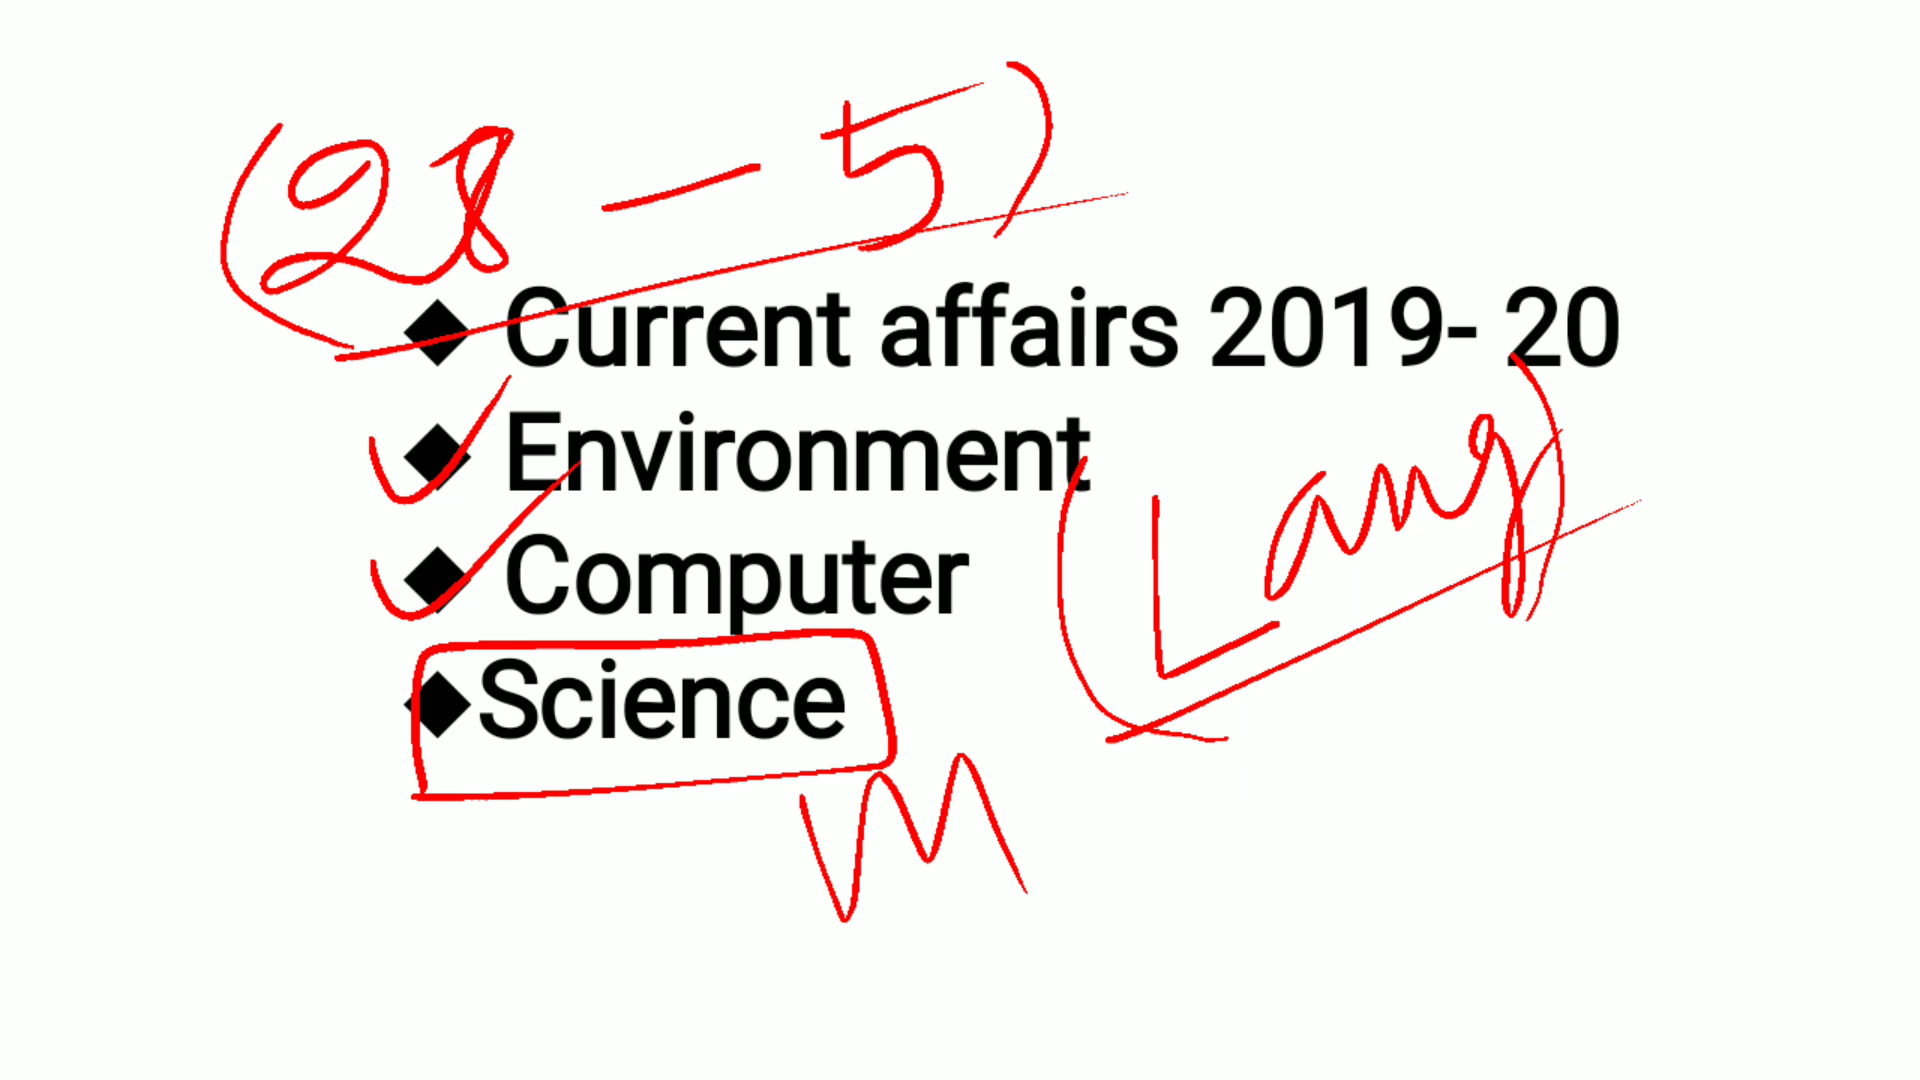 (28 - 5)
◆ Current affairs 2019- 20
◆ Environment
◆ Computer
(Lang)
◆Science